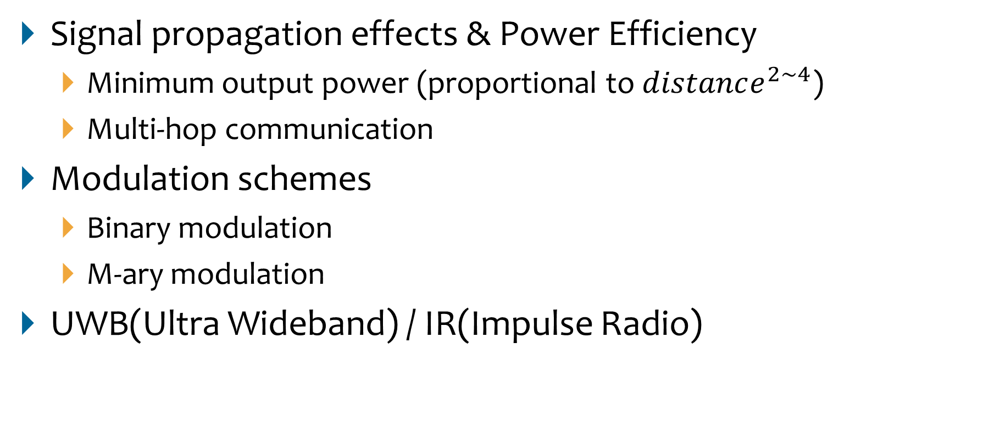 Signal propagation effects & Power Efficiency
Minimum output power (proportional to distance^2~4)
Multi-hop communication
Modulation schemes
Binary modulation
M-ary modulation
UWB(Ultra Wideband) / IR(Impulse Radio)